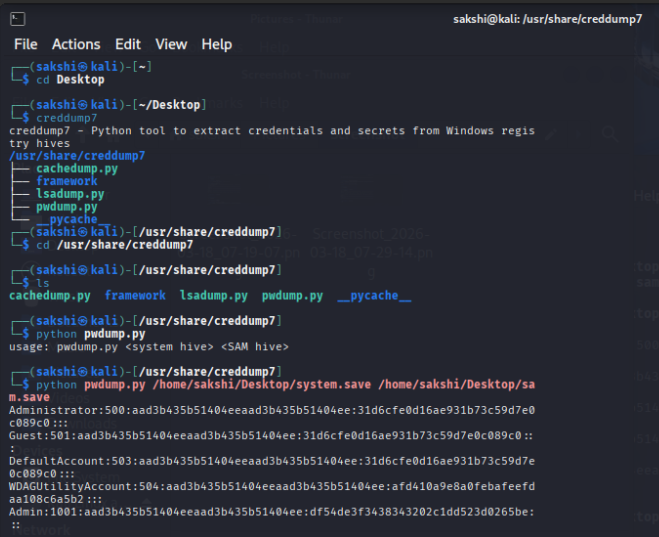 sakshi@kali: /usr/share/creddump7
File Actions Edit View Help
┌──(sakshi㉿kali)-[~]
└─$ cd Desktop
┌──(sakshi㉿kali)-[~/Desktop]
└─$ creddump7
creddump7 - Python tool to extract credentials and secrets from Windows regis
try hives
/usr/share/creddump7
├── cachedump.py
├── framework
├── lsadump.py
├── pwdump.py
└── __pycache__
┌──(sakshi㉿kali)-[/usr/share/creddump7]
└─$ cd /usr/share/creddump7
┌──(sakshi㉿kali)-[/usr/share/creddump7]
└─$ ls
cachedump.py framework lsadump.py pwdump.py __pycache__
┌──(sakshi㉿kali)-[/usr/share/creddump7]
└─$ python pwdump.py
usage: pwdump.py <system hive> <SAM hive>
┌──(sakshi㉿kali)-[/usr/share/creddump7]
└─$ python pwdump.py /home/sakshi/Desktop/system.save /home/sakshi/Desktop/sa
m.save
Administrator:500:aad3b435b51404eeaad3b435b51404ee:31d6cfe0d16ae931b73c59d7e0
c089c0:::
Guest:501:aad3b435b51404eeaad3b435b51404ee:31d6cfe0d16ae931b73c59d7e0c089c0::
:
DefaultAccount:503:aad3b435b51404eeaad3b435b51404ee:31d6cfe0d16ae931b73c59d7e
0c089c0:::
WDAGUtilityAccount:504:aad3b435b51404eeaad3b435b51404ee:afd410a9e8a0febafeefd
aa108c6a5b2:::
Admin:1001:aad3b435b51404eeaad3b435b51404ee:df54de3f3438343202c1dd523d0265be:
::